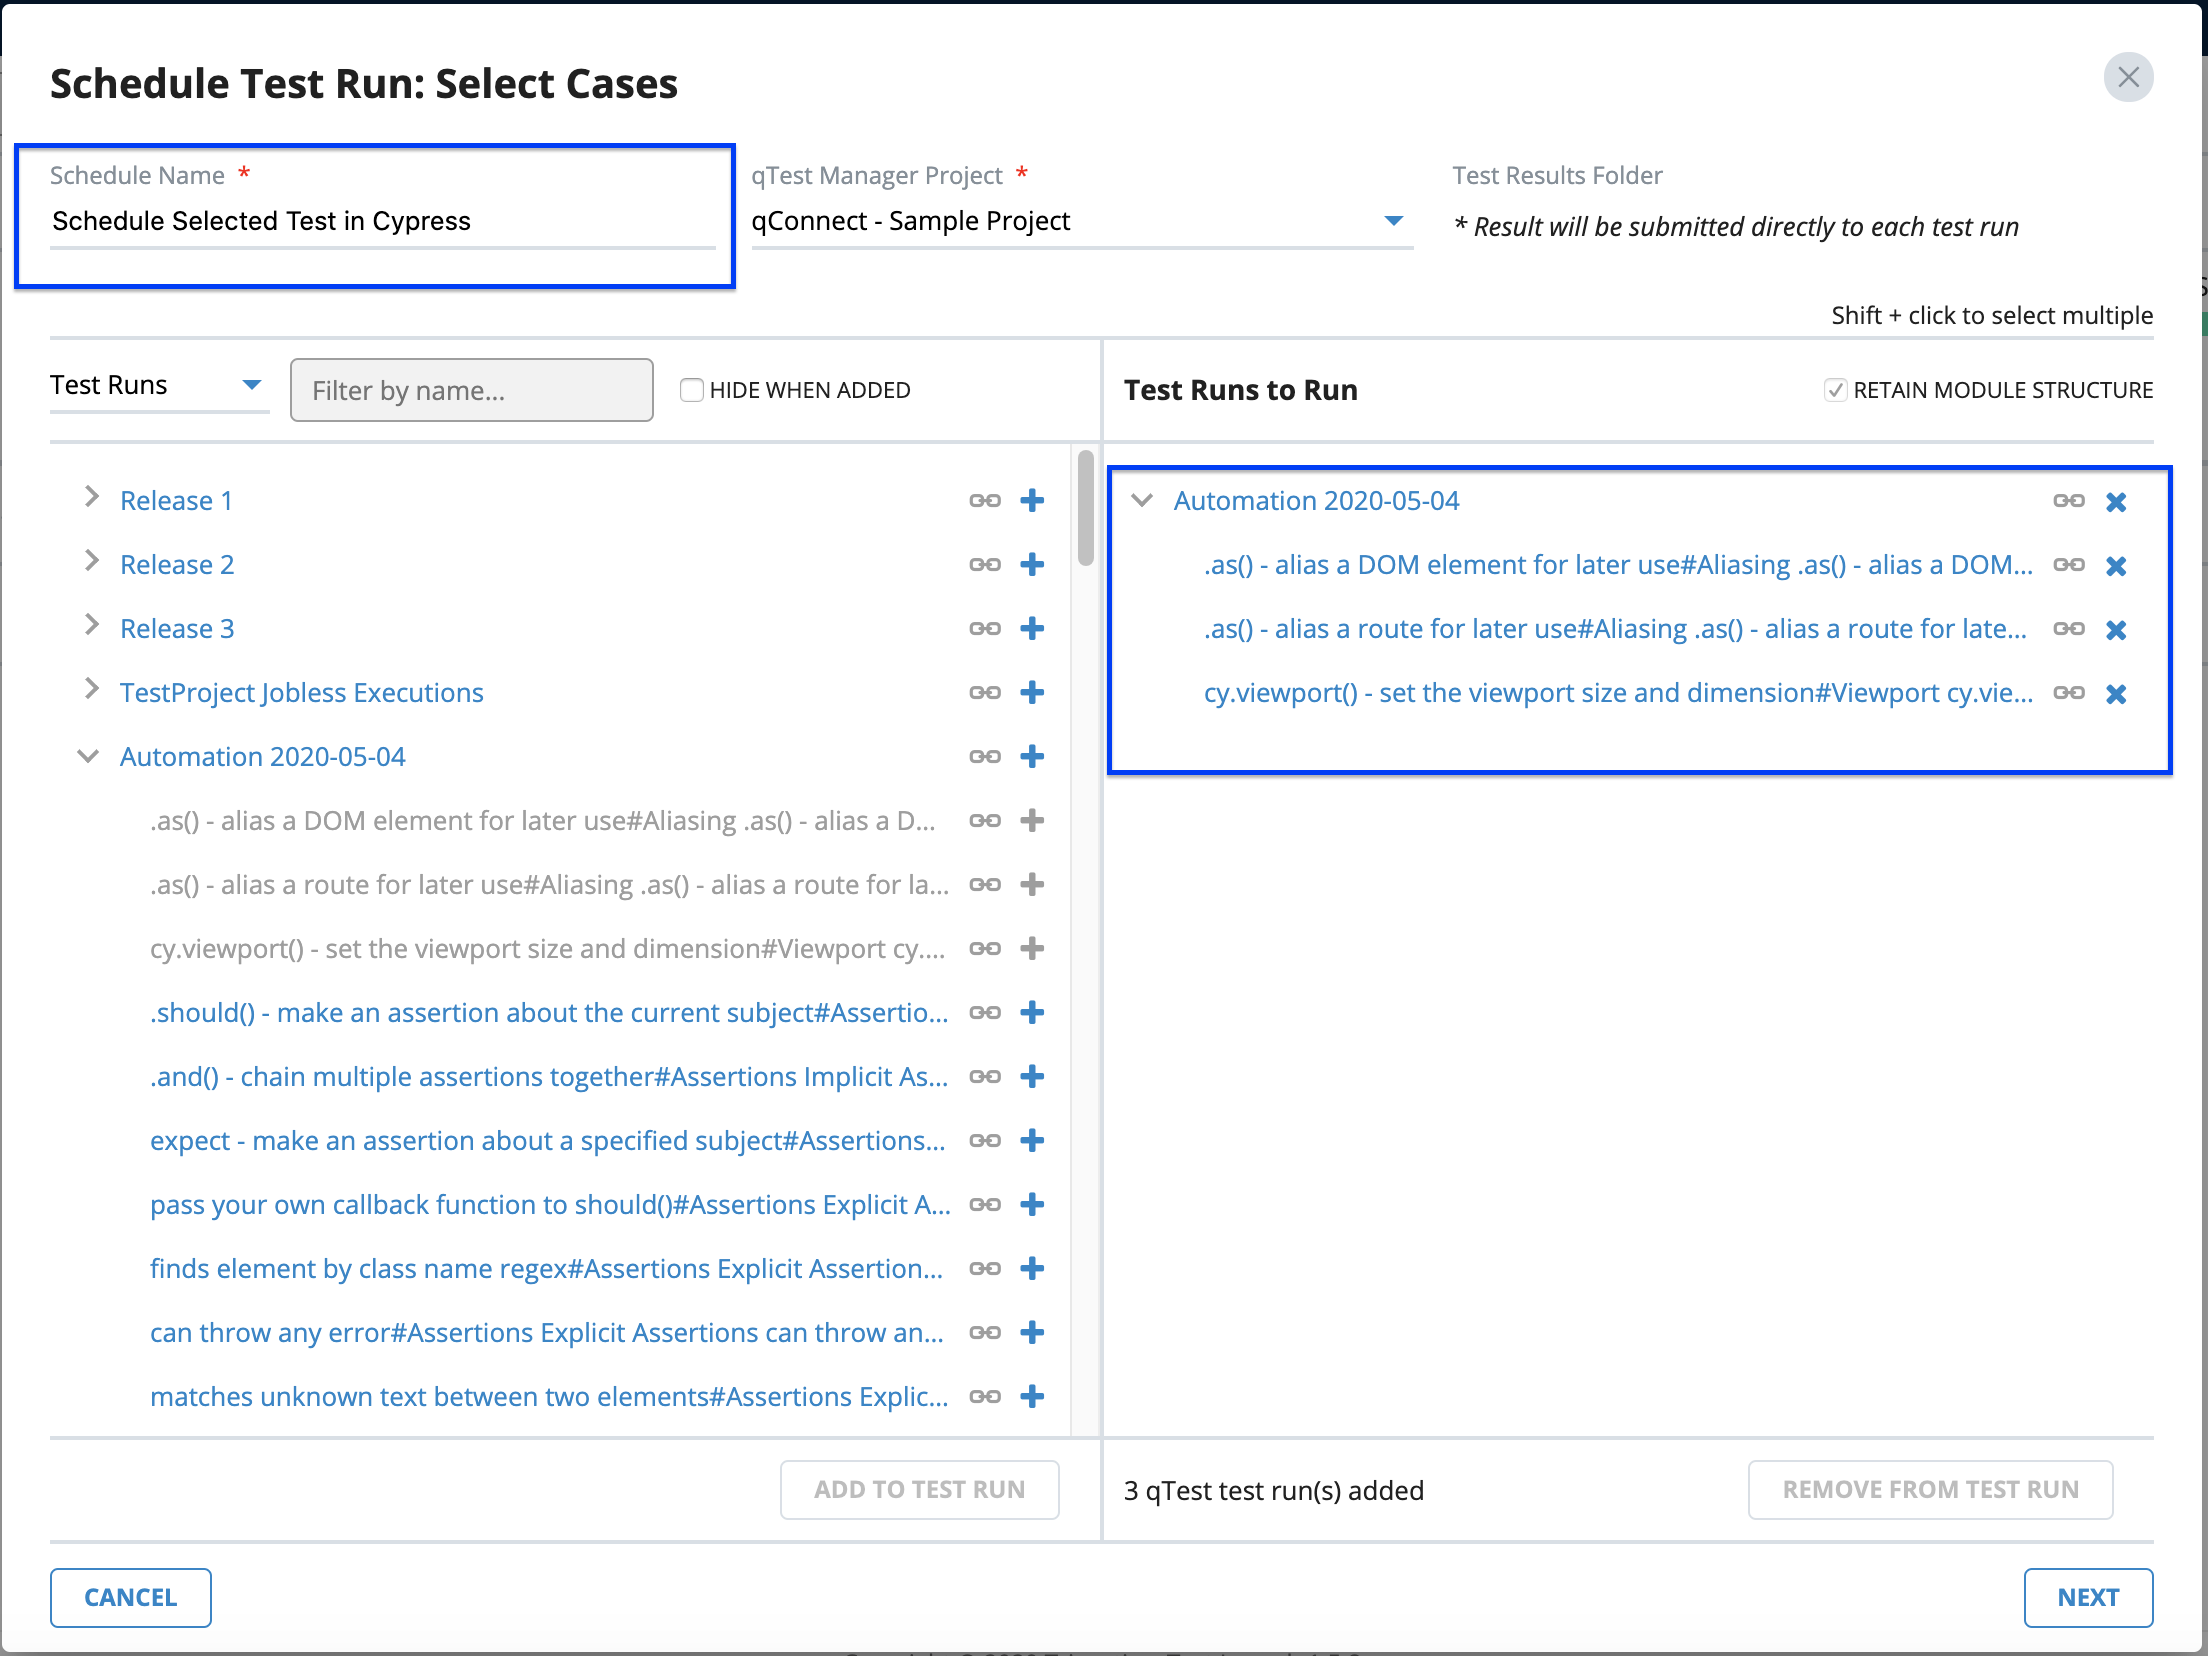 Schedule Test Run: Select Cases
Schedule Name *
Schedule Selected Test in Cypress
qTest Manager Project *
qConnect - Sample Project
Test Results Folder
* Result will be submitted directly to each test run
Shift + click to select multiple
Test Runs
Filter by name...
HIDE WHEN ADDED
Release 1
Release 2
Release 3
TestProject Jobless Executions
Automation 2020-05-04
.as() - alias a DOM element for later use#Aliasing .as() - alias a D...
.as() - alias a route for later use#Aliasing .as() - alias a route for la...
cy.viewport() - set the viewport size and dimension#Viewport cy....
.should() - make an assertion about the current subject#Assertio...
.and() - chain multiple assertions together#Assertions Implicit As...
expect - make an assertion about a specified subject#Assertions...
pass your own callback function to should()#Assertions Explicit A...
finds element by class name regex#Assertions Explicit Assertion...
can throw any error#Assertions Explicit Assertions can throw an...
matches unknown text between two elements#Assertions Explic...
ADD TO TEST RUN
Test Runs to Run
RETAIN MODULE STRUCTURE
Automation 2020-05-04
.as() - alias a DOM element for later use#Aliasing .as() - alias a DOM...
.as() - alias a route for later use#Aliasing .as() - alias a route for late...
cy.viewport() - set the viewport size and dimension#Viewport cy.vie...
3 qTest test run(s) added
REMOVE FROM TEST RUN
CANCEL
NEXT